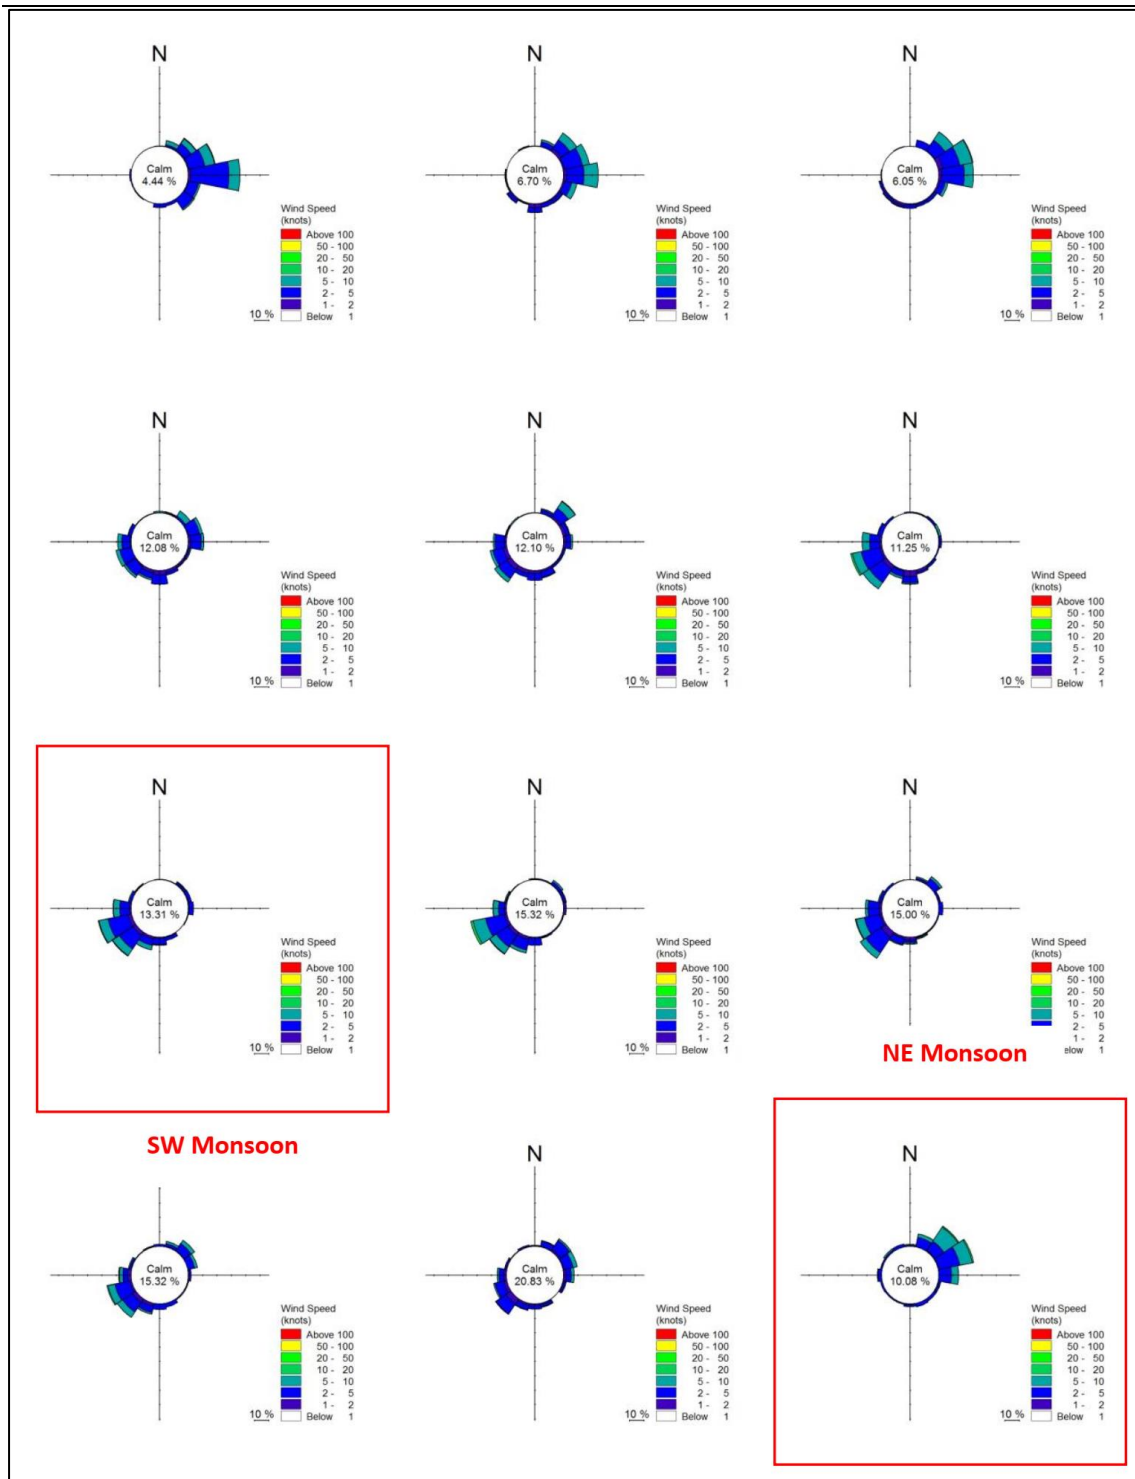 N
N
N
Calm
4.44 %
Calm
6.70 %
Calm
6.05 %
Wind Speed
(knots)
Above 100
50 - 100
20 - 50
10 - 20
5 - 10
2 - 5
1 - 2
Below 1
10 %
Wind Speed
(knots)
Above 100
50 - 100
20 - 50
10 - 20
5 - 10
2 - 5
1 - 2
Below 1
10 %
Wind Speed
(knots)
Above 100
50 - 100
20 - 50
10 - 20
5 - 10
2 - 5
1 - 2
Below 1
10 %
N
N
N
Calm
12.08 %
Calm
12.10 %
Calm
11.25 %
Wind Speed
(knots)
Above 100
50 - 100
20 - 50
10 - 20
5 - 10
2 - 5
1 - 2
Below 1
10 %
Wind Speed
(knots)
Above 100
50 - 100
20 - 50
10 - 20
5 - 10
2 - 5
1 - 2
Below 1
10 %
Wind Speed
(knots)
Above 100
50 - 100
20 - 50
10 - 20
5 - 10
2 - 5
1 - 2
Below 1
10 %
N
N
N
Calm
13.31 %
Calm
15.32 %
Calm
15.00 %
Wind Speed
(knots)
Above 100
50 - 100
20 - 50
10 - 20
5 - 10
2 - 5
1 - 2
Below 1
10 %
Wind Speed
(knots)
Above 100
50 - 100
20 - 50
10 - 20
5 - 10
2 - 5
1 - 2
Below 1
10 %
Wind Speed
(knots)
Above 100
50 - 100
20 - 50
10 - 20
5 - 10
2 - 5
1 - 2
elow 1
NE Monsoon
SW Monsoon
N
N
Calm
15.32 %
Calm
20.83 %
Calm
10.08 %
Wind Speed
(knots)
Above 100
50 - 100
20 - 50
10 - 20
5 - 10
2 - 5
1 - 2
Below 1
10 %
Wind Speed
(knots)
Above 100
50 - 100
20 - 50
10 - 20
5 - 10
2 - 5
1 - 2
Below 1
10 %
Wind Speed
(knots)
Above 100
50 - 100
20 - 50
10 - 20
5 - 10
2 - 5
1 - 2
Below 1
10 %